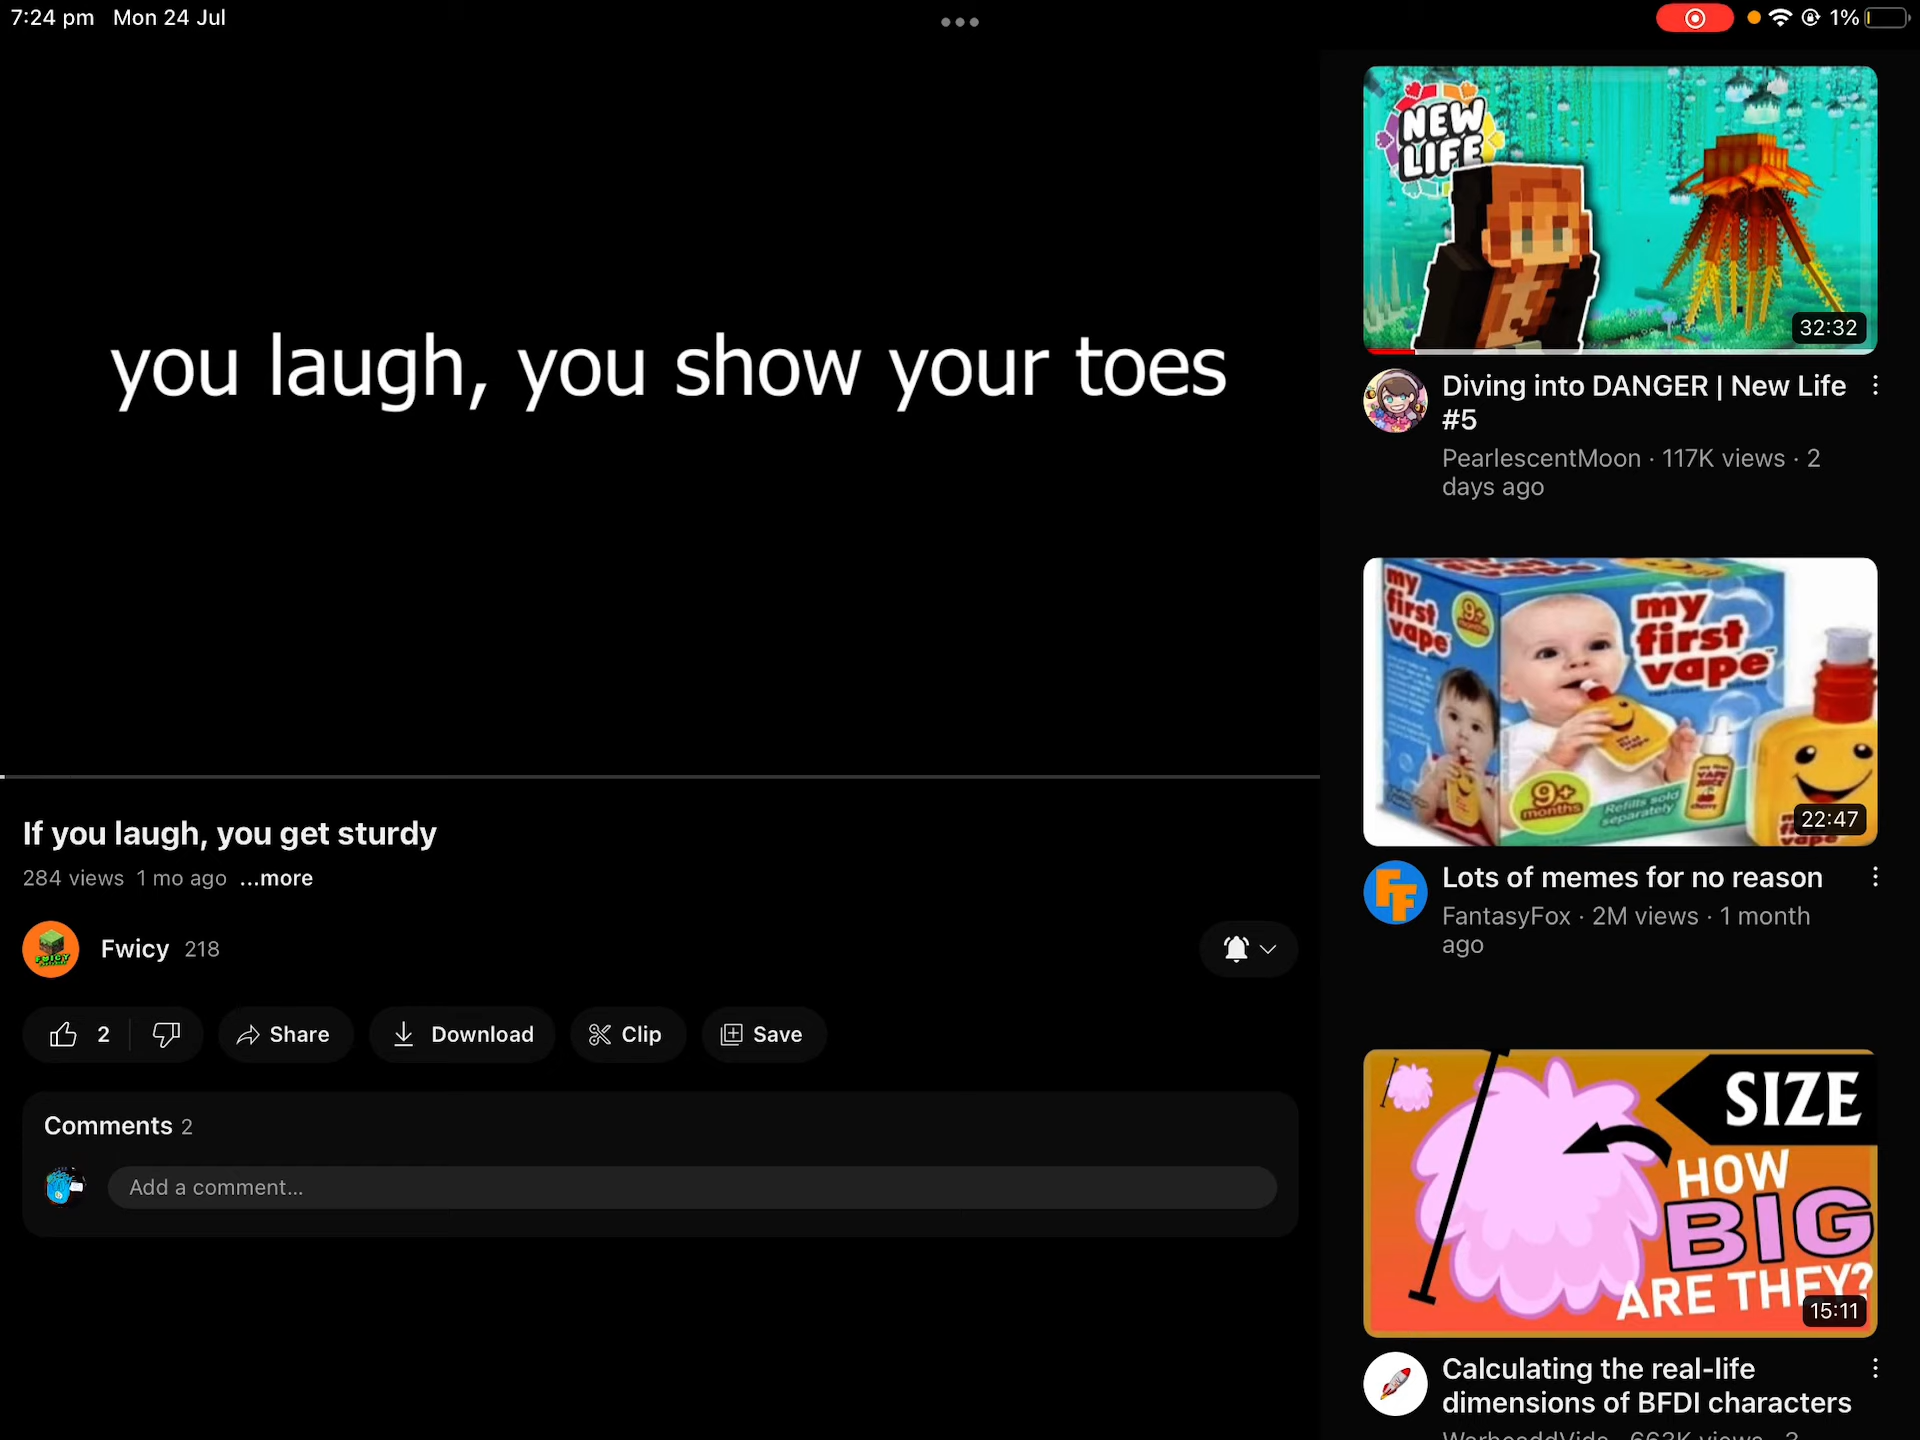 7:24 pm Mon 24 Jul
1%
you laugh, you show your toes
If you laugh, you get sturdy
284 views 1 mo ago ...more
Fwicy 218
2
Share
Download
Clip
Save
Comments 2
Add a comment...
NEW
LIFE
32:32
Diving into DANGER | New Life
#5
PearlescentMoon · 117K views · 2
days ago
my
first
vape
9+
my
first
vape
9+
months
Refills sold
separately
22:47
Lots of memes for no reason
FantasyFox · 2M views · 1 month
ago
SIZE
HOW
BIG
ARE THEY?
15:11
Calculating the real-life
dimensions of BFDI characters